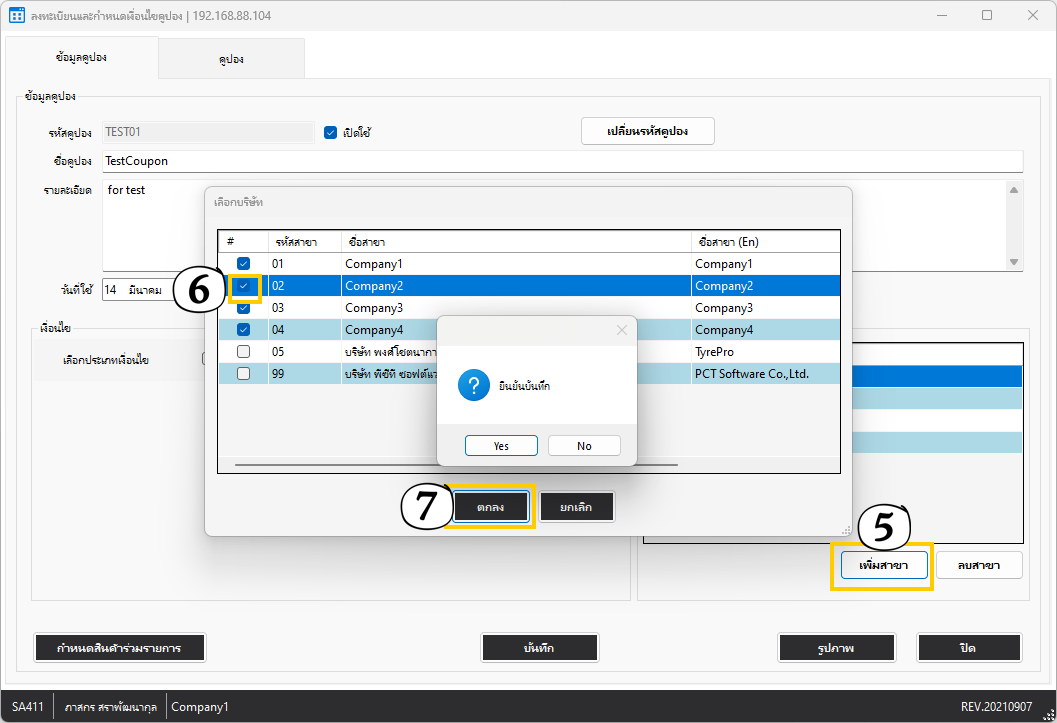 ลงทะเบียนและกำหนดเงื่อนไขคูปอง | 192.168.88.104
ข้อมูลคูปอง
คูปอง
ข้อมูลคูปอง
รหัสคูปอง TEST01 เปิดใช้ เปลี่ยนรหัสคูปอง
ชื่อคูปอง TestCoupon
รายละเอียด for test
วันที่ใช้ 14 มีนาคม
เลือกบริษัท
# รหัสสาขา ชื่อสาขา ชื่อสาขา (En)
01 Company1 Company1
02 Company2 Company2
03 Company3 Company3
04 Company4 Company4
05 บริษัท พงศ์โชตนากา TyrePro
99 บริษัท พีซีที ซอฟต์แว PCT Software Co.,Ltd.
6
ยืนยันบันทึก
Yes No
7
ตกลง ยกเลิก
เงื่อนไข
เลือกประเภทเงื่อนไข
5
เพิ่มสาขา ลบสาขา
กำหนดสินค้าร่วมรายการ บันทึก รูปภาพ ปิด
SA411 ภาสกร สราพัฒนากุล Company1 REV.20210907